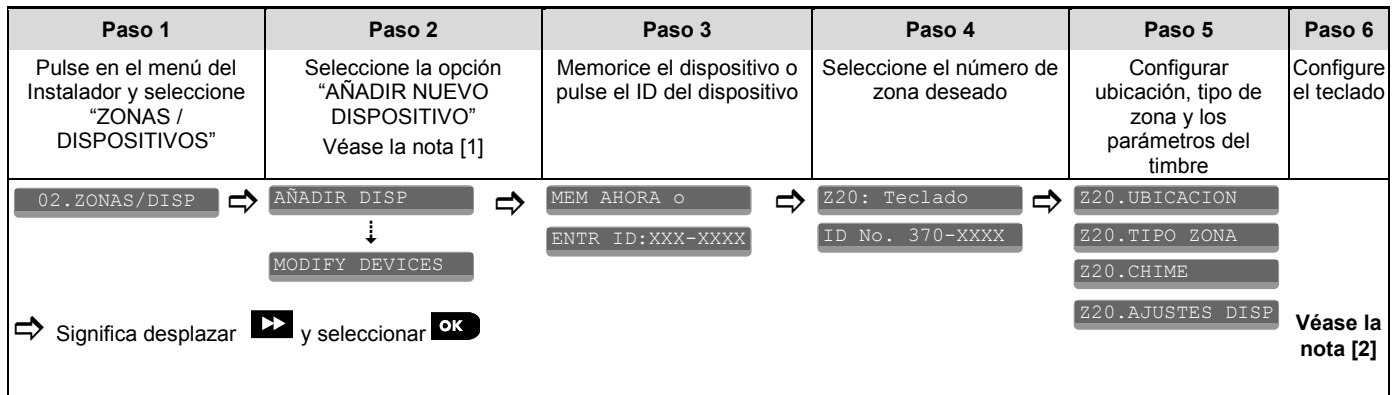 Paso 1
Paso 2
Paso 3
Paso 4
Paso 5
Paso 6
Pulse en el menú del
Instalador y seleccione
“ZONAS /
DISPOSITIVOS”
Seleccione la opción
“AÑADIR NUEVO
DISPOSITIVO”
Véase la nota [1]
Memorice el dispositivo o
pulse el ID del dispositivo
Seleccione el número de
zona deseado
Configurar
ubicación, tipo de
zona y los
parámetros del
timbre
Configure
el teclado
02.ZONAS/DISP
AÑADIR DISP
MODIFY DEVICES
MEM AHORA o
ENTR ID:XXX-XXXX
Z20: Teclado
ID No. 370-XXXX
Z20.UBICACION
Z20.TIPO ZONA
Z20.CHIME
Z20.AJUSTES DISP
Véase la
nota [2]
Significa desplazar y seleccionar OK